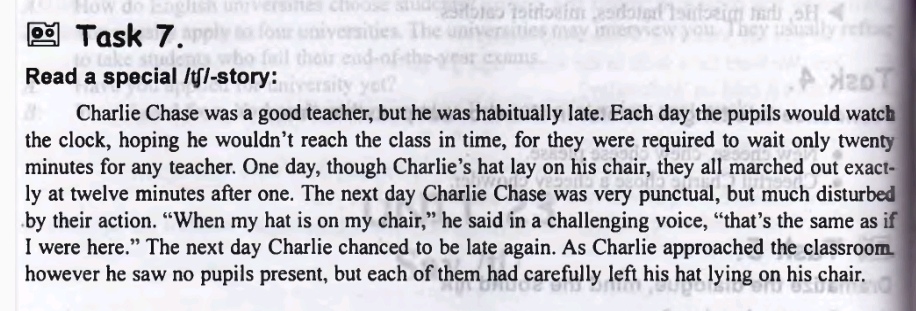 Task 7.
Read a special /tʃ/-story:
Charlie Chase was a good teacher, but he was habitually late. Each day the pupils would watch
the clock, hoping he wouldn't reach the class in time, for they were required to wait only twenty
minutes for any teacher. One day, though Charlie's hat lay on his chair, they all marched out exact-
ly at twelve minutes after one. The next day Charlie Chase was very punctual, but much disturbed
by their action. “When my hat is on my chair,” he said in a challenging voice, “that's the same as if
I were here.” The next day Charlie chanced to be late again. As Charlie approached the classroom
however he saw no pupils present, but each of them had carefully left his hat lying on his chair.